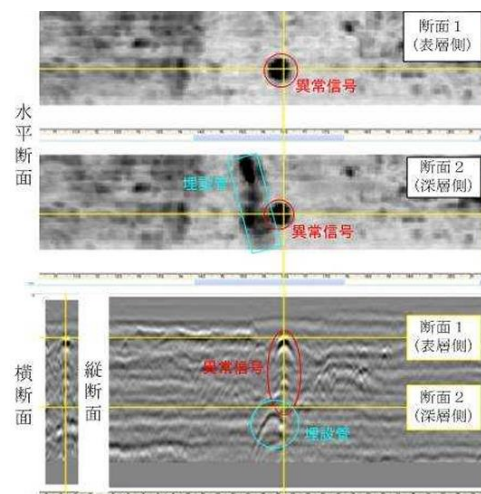 断面1
(表層側)
異常信号
水平断面
断面2
(深層側)
埋設管
異常信号
断面1
(表層側)
異常信号
横断面
縦断面
断面2
(深層側)
埋設管